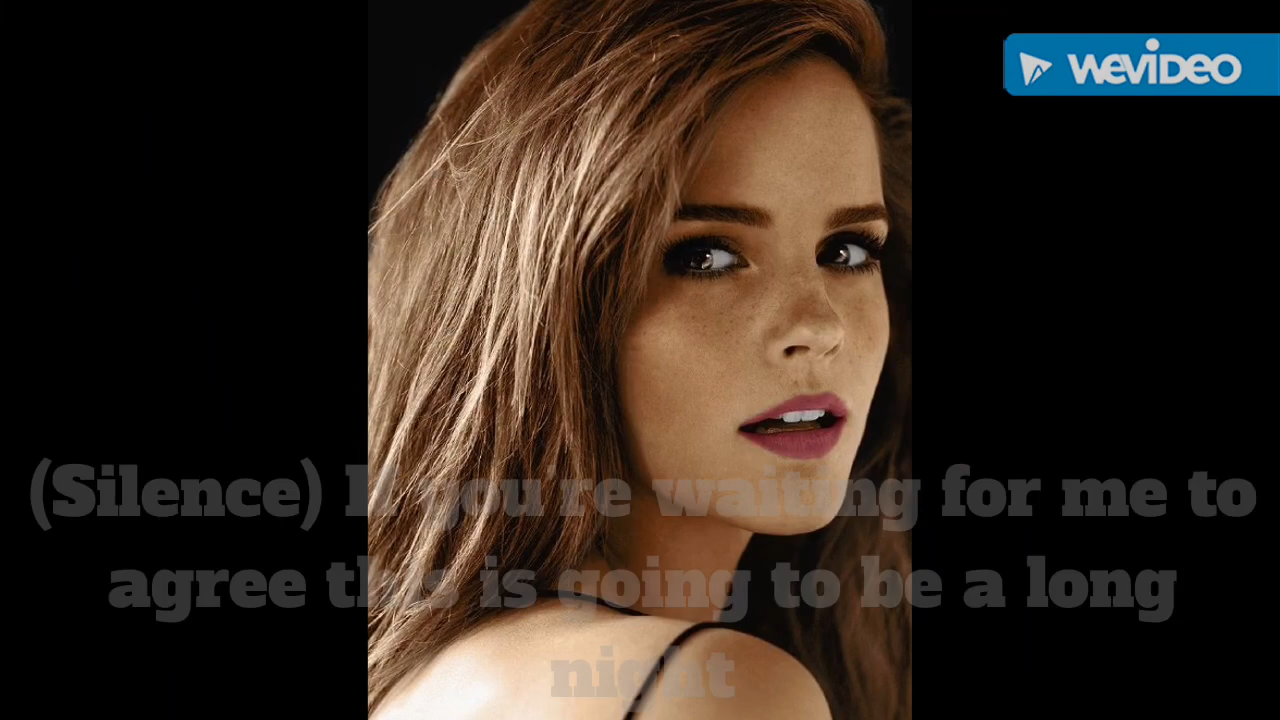 WEVIDEO
(Silence) If you're waiting for me to
agree this is going to be a long
night